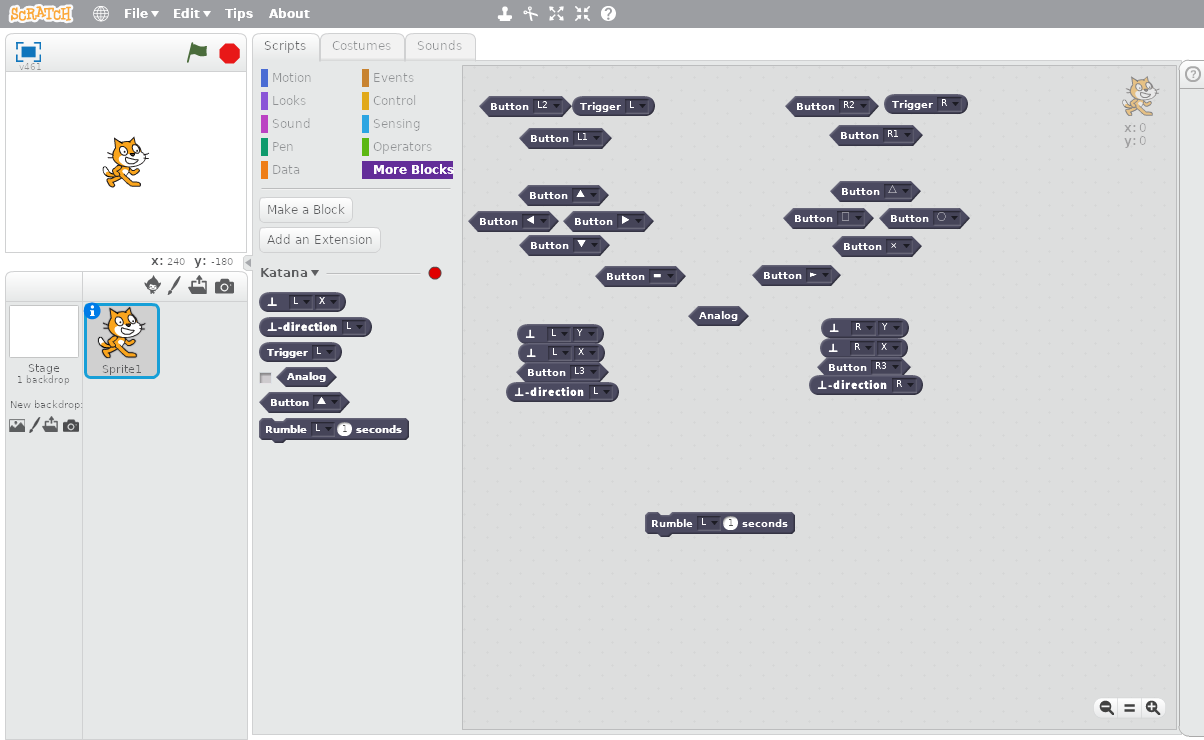 SCRATCH File▼ Edit▼ Tips About
v461
Scripts Costumes Sounds
Motion Events
Looks Control
Sound Sensing
Pen Operators
Data More Blocks
Make a Block
Add an Extension
x: 240 y: -180
Katana▼
⊥ L▼ X▼
⊥-direction L▼
Trigger L▼
Analog
Button ▲▼
Rumble L▼ 1 seconds
Stage
1 backdrop
New backdrop:
Sprite1
Button L2▼ Trigger L▼ Button R2▼ Trigger R▼
Button L1▼ Button R1▼
Button ▲▼ Button △▼
Button ◀▼ Button ▶▼ Button □▼ Button ○▼
Button ▼▼ Button ×▼
Button ━▼ Button ►▼
Analog
⊥ L▼ Y▼ ⊥ R▼ Y▼
⊥ L▼ X▼ ⊥ R▼ X▼
Button L3▼ Button R3▼
⊥-direction L▼ ⊥-direction R▼
Rumble L▼ 1 seconds
x: 0
y: 0